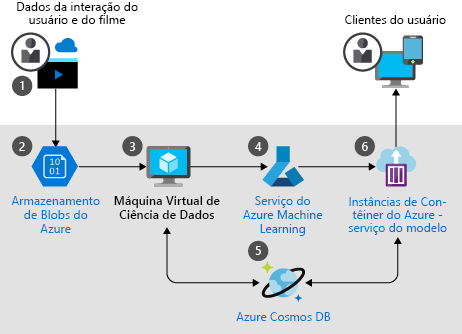 Dados da interação do
usuário e do filme
Clientes do usuário
1
2
10
01
3
4
6
Armazenamento
de Blobs do
Azure
Máquina Virtual de
Ciência de Dados
Serviço do
Azure Machine
Learning
Instâncias de Con-
têiner do Azure -
serviço do modelo
5
Azure Cosmos DB